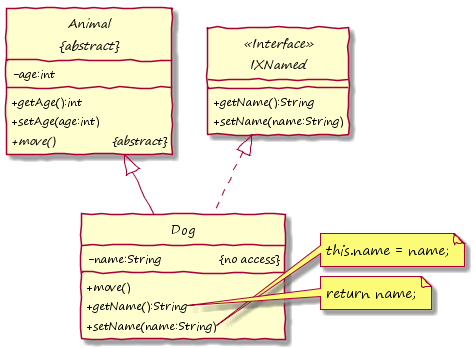 Animal
{abstract}
-age:int
+getAge():int
+setAge(age:int)
+move() {abstract}
«Interface»
IXNamed
+getName():String
+setName(name:String)
Dog
-name:String {no access}
+move()
+getName():String
+setName(name:String)
this.name = name;
return name;